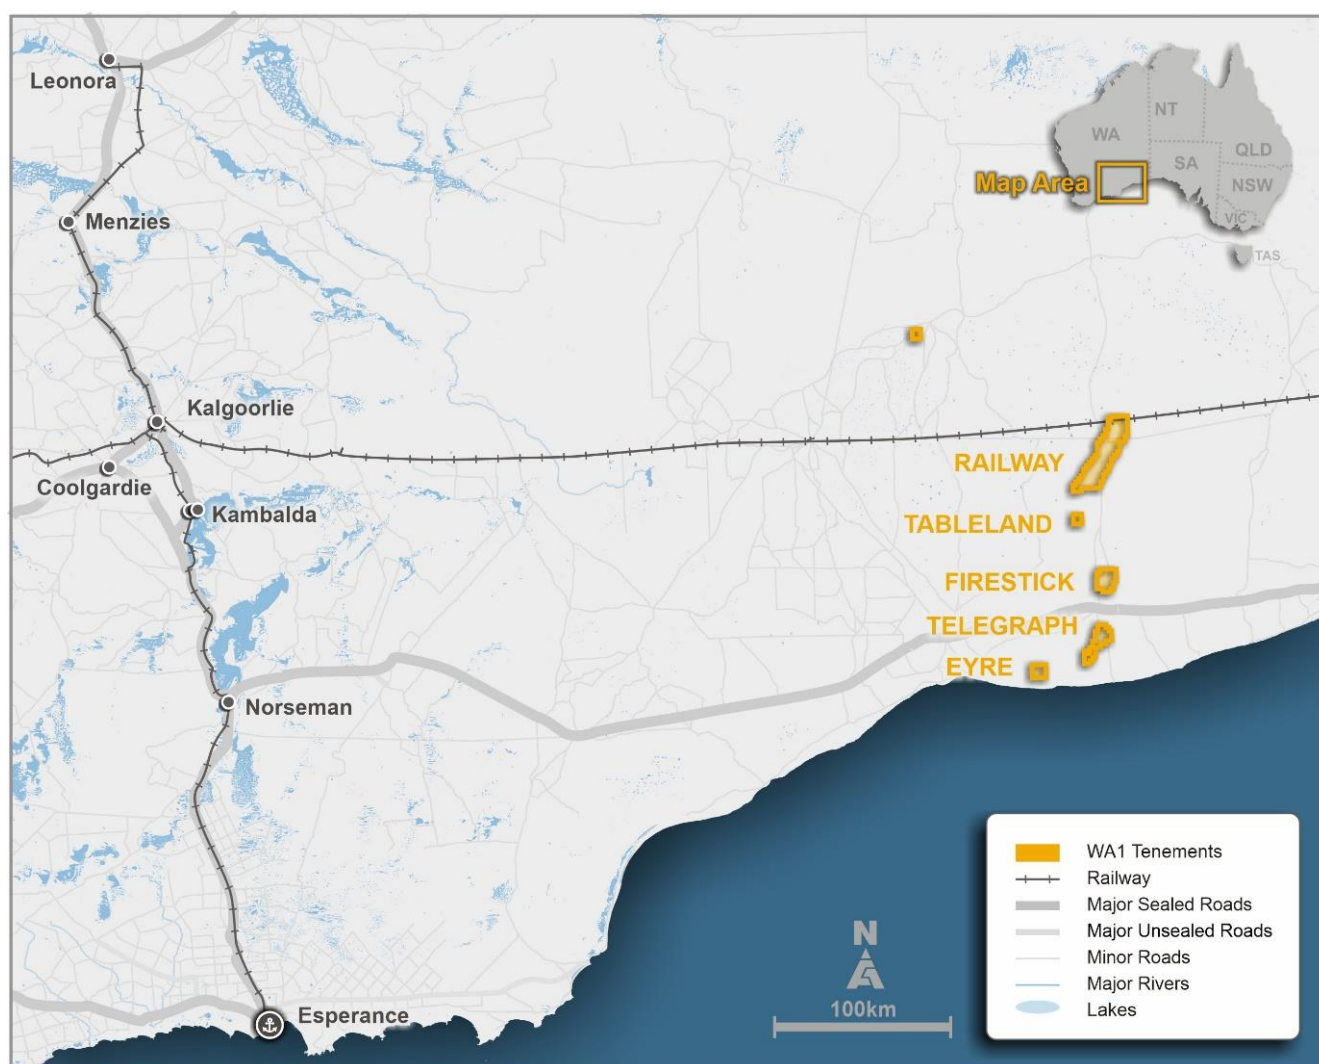 Leonora
Menzies
Kalgoorlie
Coolgardie
Kambalda
Norseman
Esperance
NT
WA
QLD
SA
NSW
VIC
TAS
Map Area
RAILWAY
TABLELAND
FIRESTICK
TELEGRAPH
EYRE
N
100km
WA1 Tenements
Railway
Major Sealed Roads
Major Unsealed Roads
Minor Roads
Major Rivers
Lakes